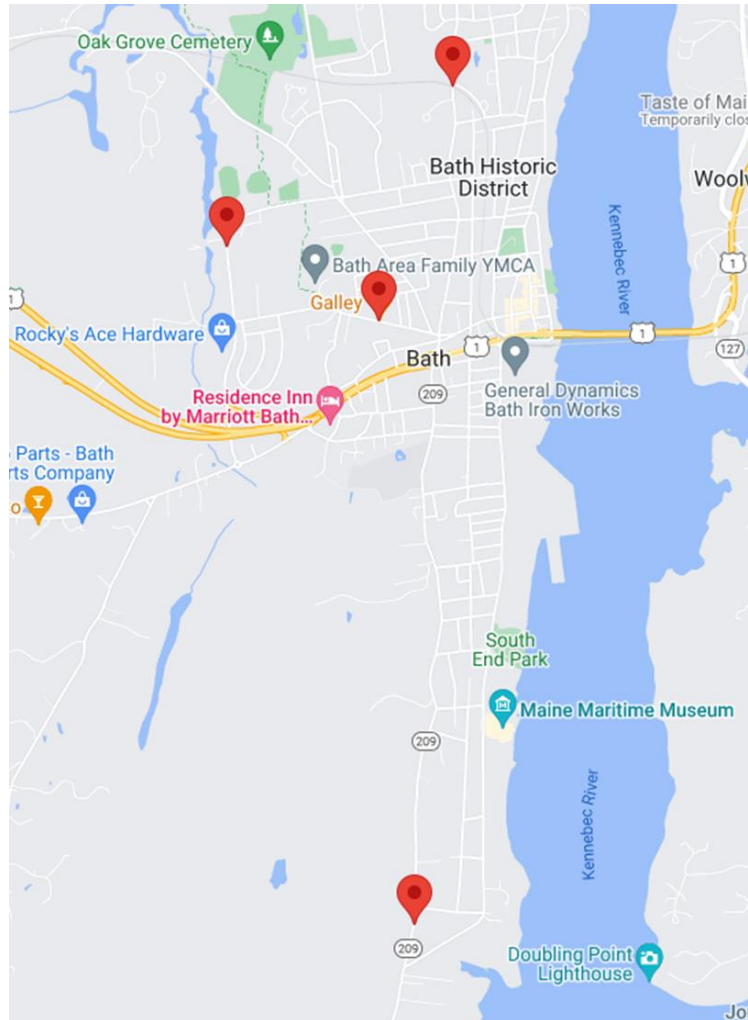 Oak Grove Cemetery
Taste of Mai
Temporarily clos
Bath Historic
District
Woolw
Kennebec River
Bath Area Family YMCA
1
Galley
1
Rocky's Ace Hardware
1
1
127
Bath
General Dynamics
Bath Iron Works
Residence Inn
by Marriott Bath...
209
Parts - Bath
rts Company
o
South
End Park
Maine Maritime Museum
209
Kennebec River
209
Doubling Point
Lighthouse
Jo